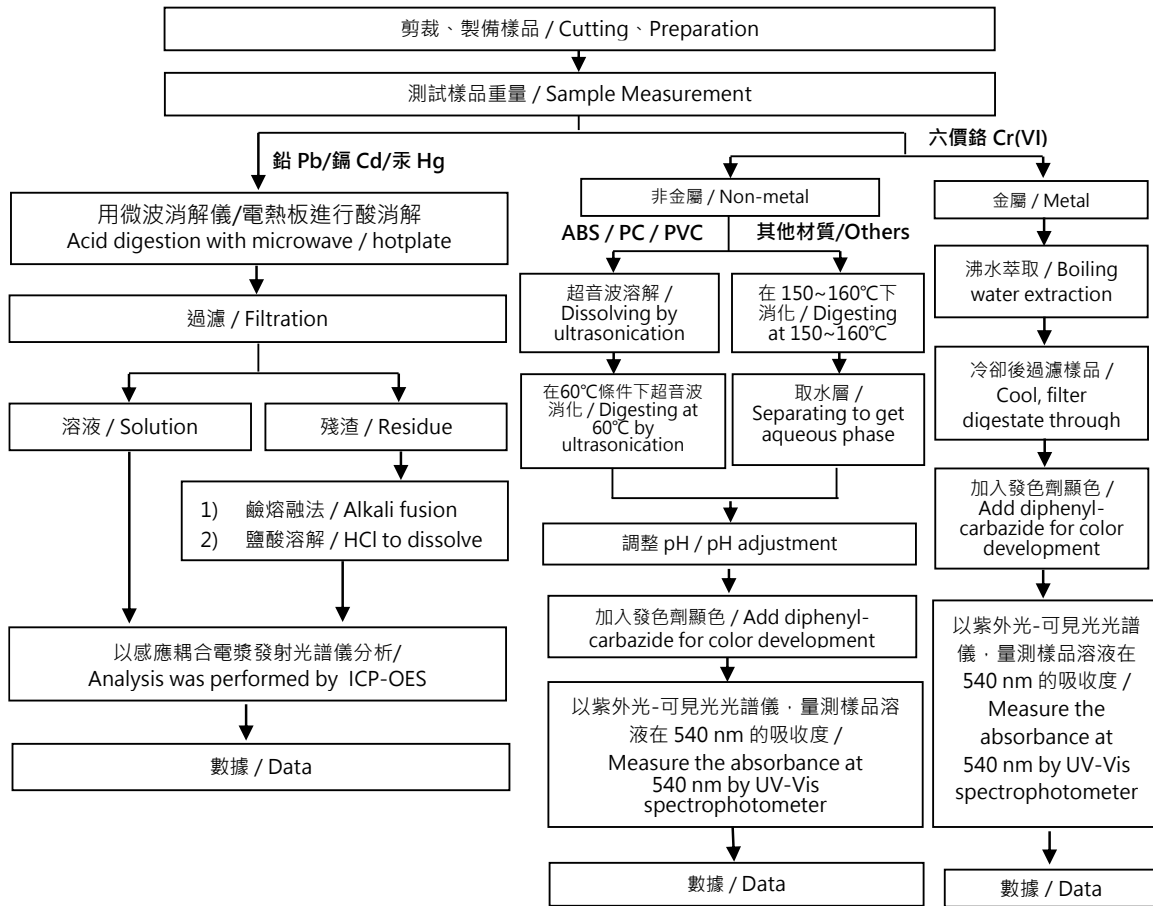 剪裁、製備樣品 / Cutting、Preparation
測試樣品重量 / Sample Measurement
鉛 Pb/鎘 Cd/汞 Hg
六價鉻 Cr(VI)
用微波消解儀/電熱板進行酸消解
Acid digestion with microwave / hotplate
過濾 / Filtration
溶液 / Solution
殘渣 / Residue
1) 鹼熔融法 / Alkali fusion
2) 鹽酸溶解 / HCl to dissolve
以感應耦合電漿發射光譜儀分析/
Analysis was performed by ICP-OES
數據 / Data
非金屬 / Non-metal
ABS / PC / PVC
其他材質/Others
超音波溶解 /
Dissolving by
ultrasonication
在 150~160℃下
消化 / Digesting
at 150~160℃
在60℃條件下超音波
消化 / Digesting at
60℃ by
ultrasonication
取水層 /
Separating to get
aqueous phase
調整 pH / pH adjustment
加入發色劑顯色 / Add diphenyl-
carbazide for color development
以紫外光-可見光光譜儀，量測樣品溶
液在 540 nm 的吸收度 /
Measure the absorbance at
540 nm by UV-Vis
spectrophotometer
數據 / Data
金屬 / Metal
沸水萃取 / Boiling
water extraction
冷卻後過濾樣品 /
Cool, filter
digestate through
加入發色劑顯色 /
Add diphenyl-
carbazide for color
development
以紫外光-可見光光譜
儀，量測樣品溶液在
540 nm 的吸收度 /
Measure the
absorbance at
540 nm by UV-Vis
spectrophotometer
數據 / Data